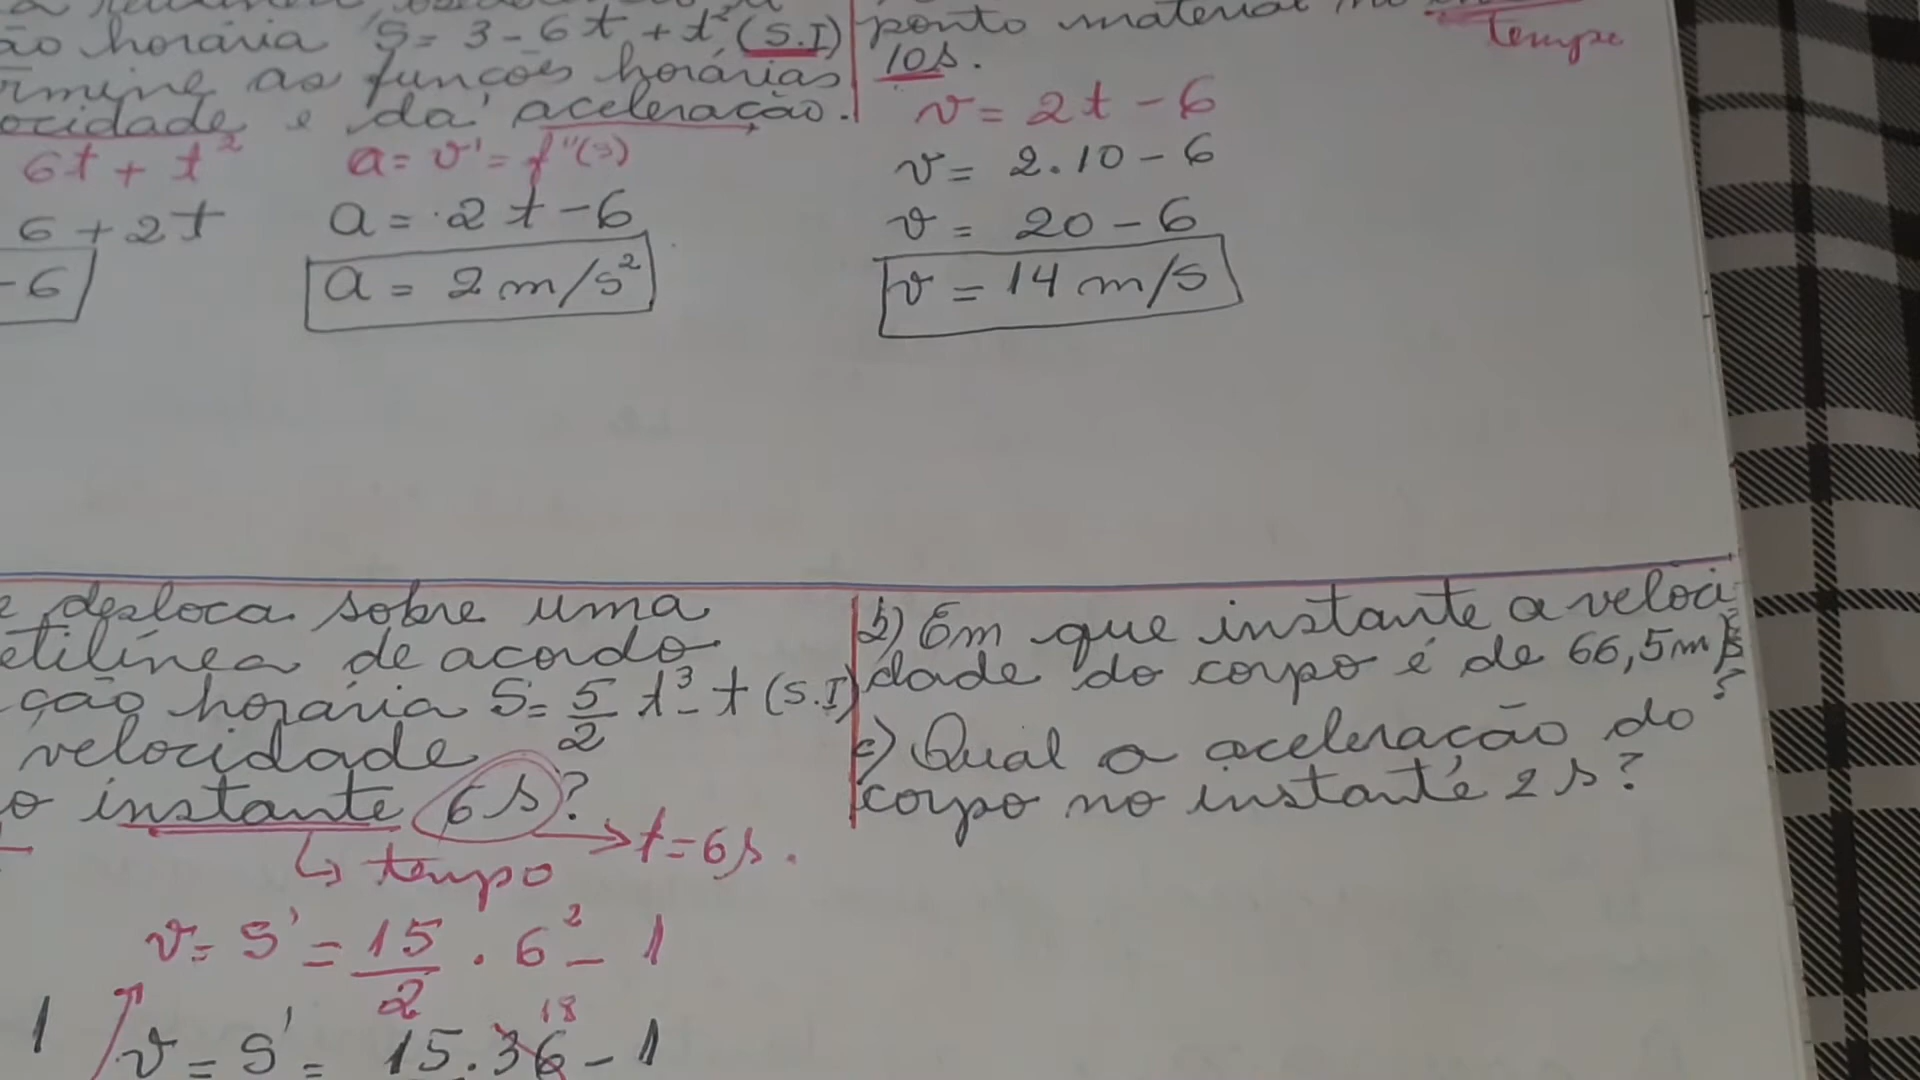 ão horária S = 3 - 6t + t², (S.I)
rmine as funções horárias
ocidade e da aceleração.
6t + t²
6 + 2t
- 6
a = v' = f''(s)
a = 2t - 6
a = 2m/s²
ponto material
tempo
10s.
v = 2t - 6
v = 2.10 - 6
v = 20 - 6
v = 14 m/s
e desloca sobre uma
etilínea de acordo
ção horária S = 5/2 t³ - t (S.I)
velocidade
o instante 6s?
↳ tempo → t = 6s.
v = S' = 15/2 . 6² - 1
18
1 v = S' = 15.36 - 1
b) Em que instante a veloci
dade do corpo é de 66,5m/s
?
c) Qual a aceleração do
corpo no instante 2s?